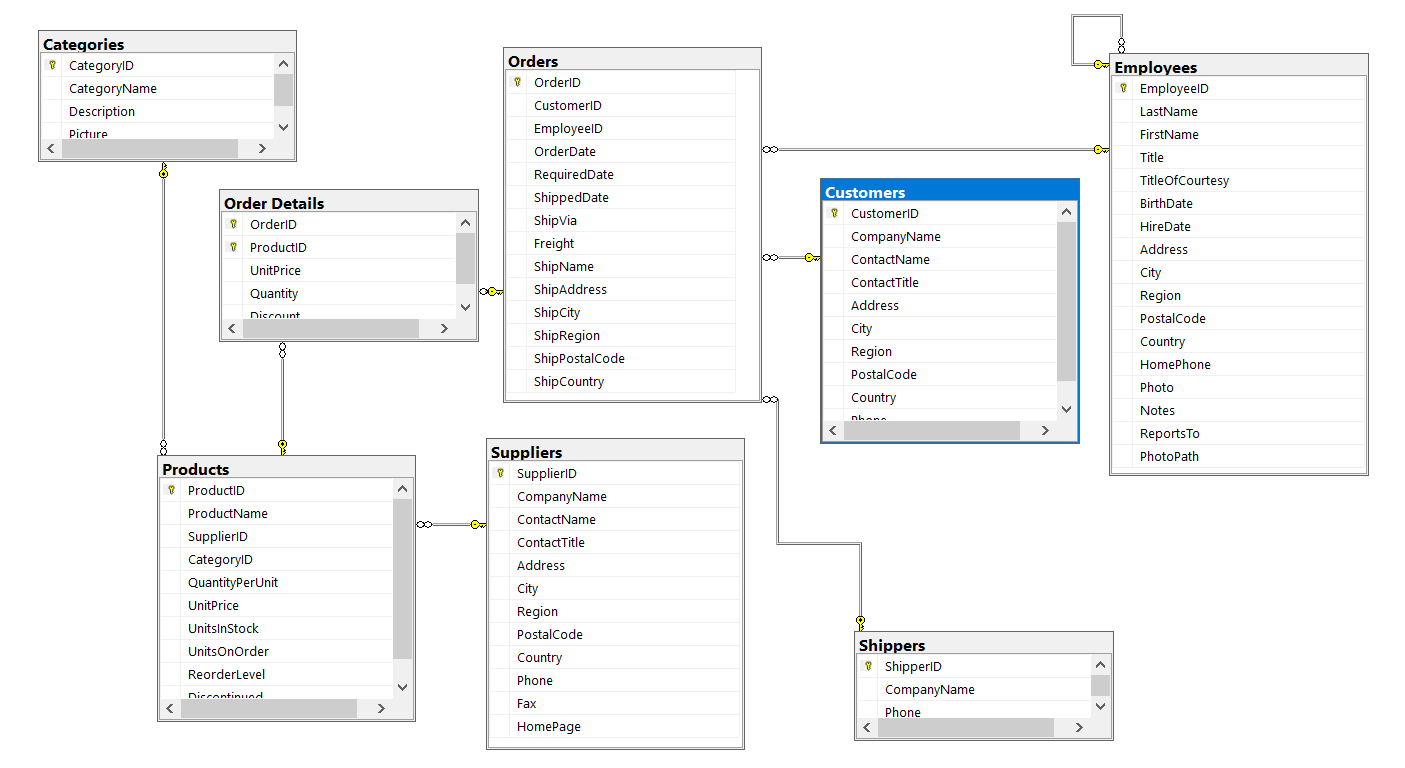 Categories
CategoryID
CategoryName
Description
Picture
Order Details
OrderID
ProductID
UnitPrice
Quantity
Discount
Orders
OrderID
CustomerID
EmployeeID
OrderDate
RequiredDate
ShippedDate
ShipVia
Freight
ShipName
ShipAddress
ShipCity
ShipRegion
ShipPostalCode
ShipCountry
Customers
CustomerID
CompanyName
ContactName
ContactTitle
Address
City
Region
PostalCode
Country
Phone
Employees
EmployeeID
LastName
FirstName
Title
TitleOfCourtesy
BirthDate
HireDate
Address
City
Region
PostalCode
Country
HomePhone
Photo
Notes
ReportsTo
PhotoPath
Products
ProductID
ProductName
SupplierID
CategoryID
QuantityPerUnit
UnitPrice
UnitsInStock
UnitsOnOrder
ReorderLevel
Discontinued
Suppliers
SupplierID
CompanyName
ContactName
ContactTitle
Address
City
Region
PostalCode
Country
Phone
Fax
HomePage
Shippers
ShipperID
CompanyName
Phone